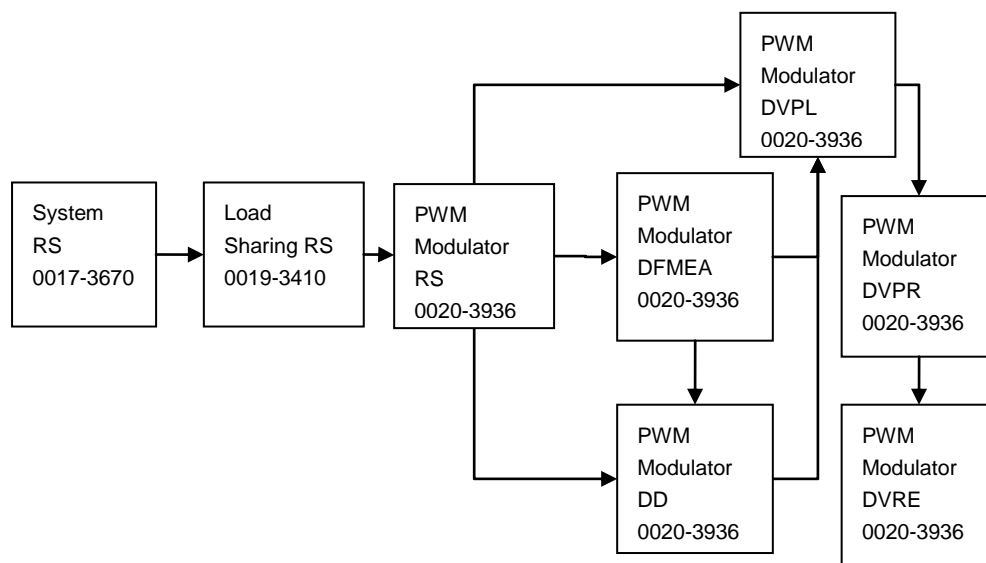 System
RS
0017-3670
Load
Sharing RS
0019-3410
PWM
Modulator
RS
0020-3936
PWM
Modulator
DVPL
0020-3936
PWM
Modulator
DFMEA
0020-3936
PWM
Modulator
DD
0020-3936
PWM
Modulator
DVPR
0020-3936
PWM
Modulator
DVRE
0020-3936